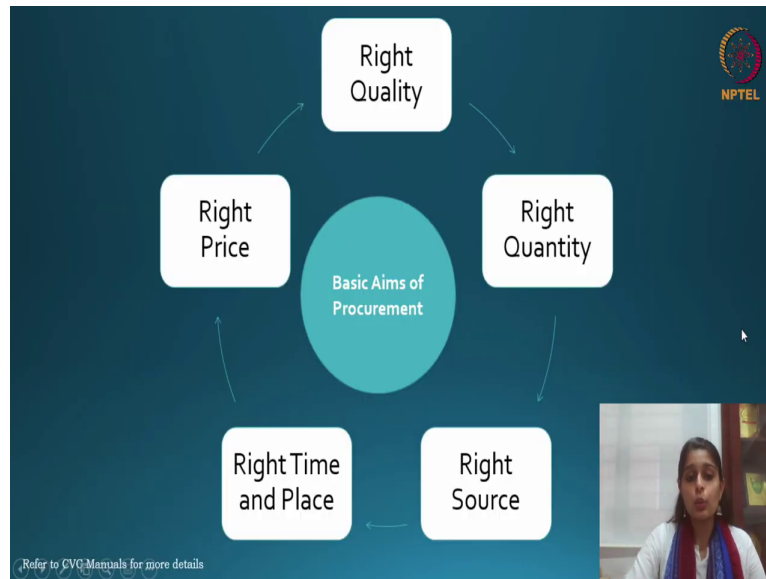 Right
Quality
NPTEL
Right
Price
Right
Quantity
Basic Aims of
Procurement
Right Time
and Place
Right
Source
Refer to CVC Manuals for more details